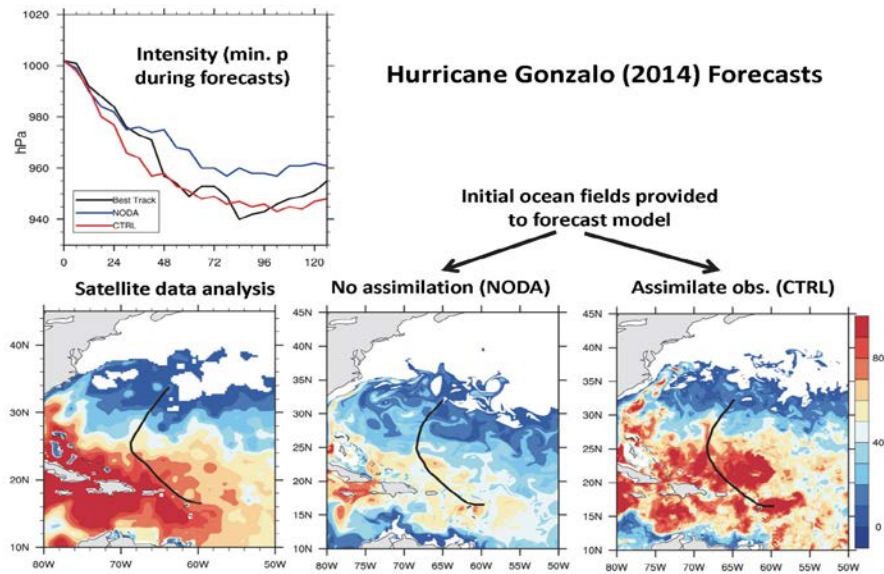 Hurricane Gonzalo (2014) Forecasts
Intensity (min. p
during forecasts)
hPa
1020
1000
980
960
940
Best Track
NODA
CTRL
0 24 48 72 96 120
Initial ocean fields provided
to forecast model
Satellite data analysis
No assimilation (NODA)
Assimilate obs. (CTRL)
40N
30N
20N
10N
80W 70W 60W 50W
45N
40N
35N
30N
25N
20N
15N
10N
80W 75W 70W 65W 60W 55W 50W
45N
40N
35N
30N
25N
20N
15N
10N
80W 75W 70W 65W 60W 55W 50W
80
60
40
20
0